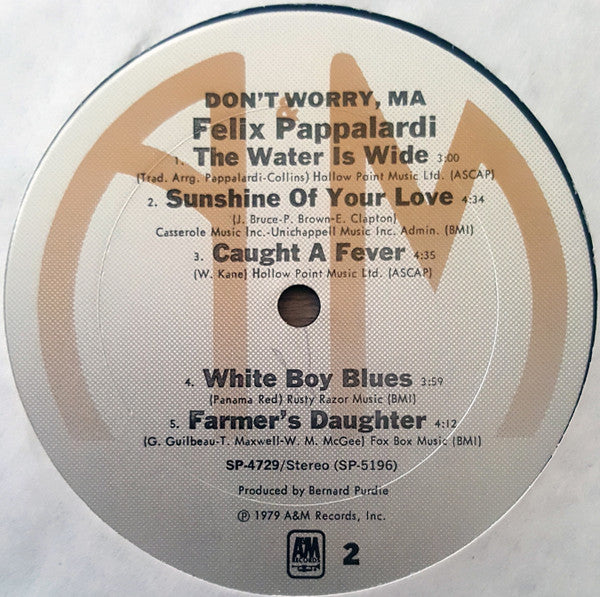 A&M
DON'T WORRY, MA
Felix Pappalardi
1. The Water Is Wide 3:00
(Trad. Arrg. Pappalardi-Collins) Hollow Point Music Ltd. (ASCAP)
2. Sunshine Of Your Love 4:34
(J. Bruce-P. Brown-E. Clapton)
Casserole Music Inc.-Unichappell Music Inc. Admin. (BMI)
3. Caught A Fever 4:35
(W. Kane) Hollow Point Music Ltd. (ASCAP)
4. White Boy Blues 3:59
(Panama Red) Rusty Razor Music (BMI)
5. Farmer's Daughter 4:12
(G. Guilbeau-T. Maxwell-W. M. McGee) Fox Box Music (BMI)
SP-4729/Stereo (SP-5196)
Produced by Bernard Purdie
℗ 1979 A&M Records, Inc.
A&M
RECORDS
2